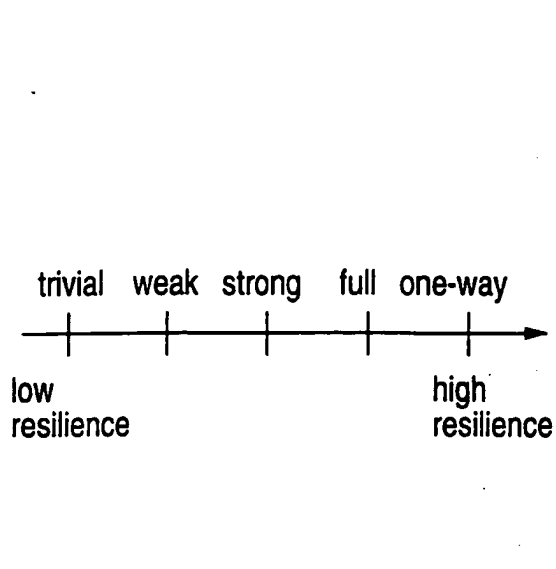 trivial weak strong full one-way
low high
resilience resilience